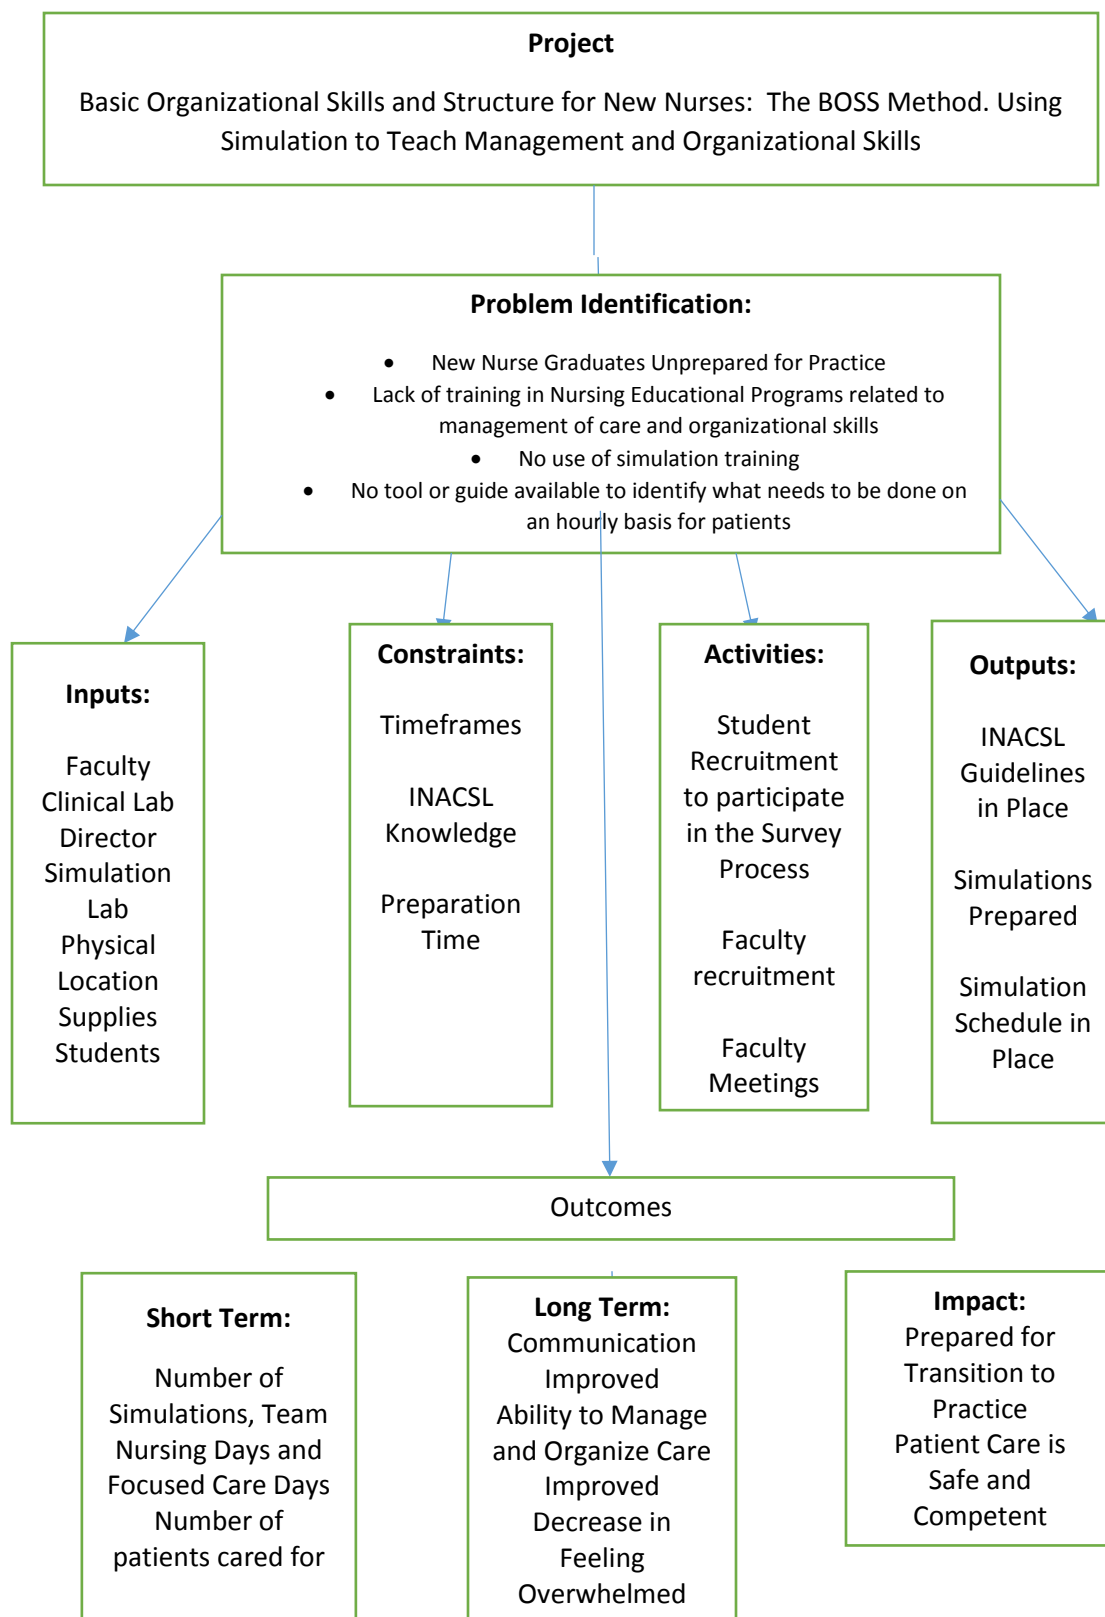 Project
Basic Organizational Skills and Structure for New Nurses:  The BOSS Method. Using
Simulation to Teach Management and Organizational Skills
Problem Identification:
• New Nurse Graduates Unprepared for Practice
• Lack of training in Nursing Educational Programs related to
management of care and organizational skills
• No use of simulation training
• No tool or guide available to identify what needs to be done on
an hourly basis for patients
Inputs:
Faculty
Clinical Lab
Director
Simulation
Lab
Physical
Location
Supplies
Students
Constraints:
Timeframes
INACSL
Knowledge
Preparation
Time
Activities:
Student
Recruitment
to participate
in the Survey
Process
Faculty
recruitment
Faculty
Meetings
Outputs:
INACSL
Guidelines
in Place
Simulations
Prepared
Simulation
Schedule in
Place
Outcomes
Short Term:
Number of
Simulations, Team
Nursing Days and
Focused Care Days
Number of
patients cared for
Long Term:
Communication
Improved
Ability to Manage
and Organize Care
Improved
Decrease in
Feeling
Overwhelmed
Impact:
Prepared for
Transition to
Practice
Patient Care is
Safe and
Competent